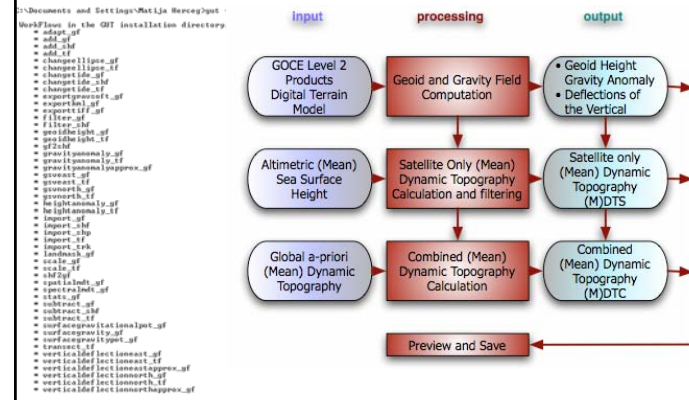 C:\Documents and Settings\Matija Herceg>gut
WorkFlows in the GUT installation directory
* adapt_gf
* add_gf
* add_shf
* add_tf
* changeellipse_gf
* changeellipse_tf
* changetide_gf
* changetide_shf
* changetide_tf
* exportgravsoft_gf
* exportkml_gf
* exporttiff_gf
* filter_gf
* filter_shf
* geoidheight_gf
* geoidheight_tf
* gf2shf
* gravityanomaly_gf
* gravityanomaly_tf
* gravityanomalyapprox_gf
* gsveast_gf
* gsveast_tf
* gsvnorth_gf
* gsvnorth_tf
* heightanomaly_gf
* heightanomaly_tf
* import_gf
* import_shf
* import_shp
* import_tf
* import_trk
* landmask_gf
* scale_gf
* scale_tf
* shf2gf
* spatialmdt_gf
* spectralmdt_gf
* stats_gf
* subtract_gf
* subtract_shf
* subtract_tf
* surfacegravitationalpot_gf
* surfacegravity_gf
* surfacegravitypot_gf
* transect_tf
* verticaldeflectioneast_gf
* verticaldeflectioneast_tf
* verticaldeflectioneastapprox_gf
* verticaldeflectionnorth_gf
* verticaldeflectionnorth_tf
* verticaldeflectionnorthapprox_gf
input
processing
output
GOCE Level 2
Products
Digital Terrain
Model
Geoid and Gravity Field
Computation
• Geoid Height
Gravity Anomaly
• Deflections of
the Vertical
Altimetric (Mean)
Sea Surface
Height
Satellite Only (Mean)
Dynamic Topography
Calculation and filtering
Satellite only
(Mean) Dynamic
Topography
(M)DTS
Global a-priori
(Mean) Dynamic
Topography
Combined (Mean)
Dynamic Topography
Calculation
Combined
(Mean) Dynamic
Topography
(M)DTC
Preview and Save